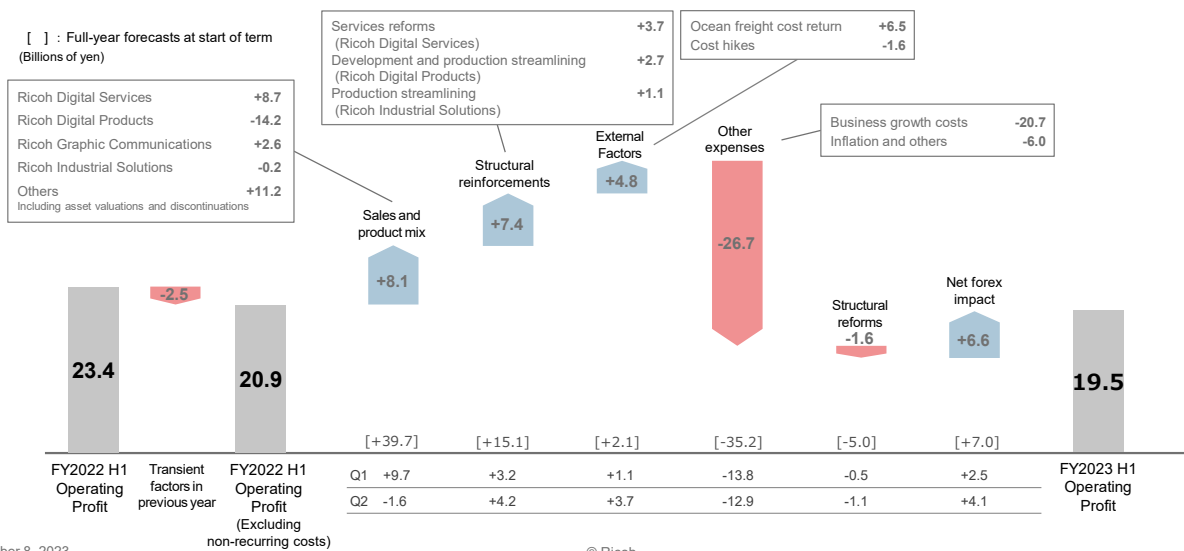 [ ] : Full-year forecasts at start of term
(Billions of yen)
Ricoh Digital Services +8.7
Ricoh Digital Products -14.2
Ricoh Graphic Communications +2.6
Ricoh Industrial Solutions -0.2
Others +11.2
Including asset valuations and discontinuations
Services reforms +3.7
(Ricoh Digital Services)
Development and production streamlining +2.7
(Ricoh Digital Products)
Production streamlining +1.1
(Ricoh Industrial Solutions)
Ocean freight cost return +6.5
Cost hikes -1.6
Business growth costs -20.7
Inflation and others -6.0
Sales and
product mix
+8.1
Structural
reinforcements
+7.4
External
Factors
+4.8
Other
expenses
-26.7
Structural
reforms
-1.6
Net forex
impact
+6.6
23.4
-2.5
20.9
19.5
[+39.7] [+15.1] [+2.1] [-35.2] [-5.0] [+7.0]
Q1 +9.7 +3.2 +1.1 -13.8 -0.5 +2.5
Q2 -1.6 +4.2 +3.7 -12.9 -1.1 +4.1
FY2022 H1
Operating
Profit
Transient
factors in
previous year
FY2022 H1
Operating
Profit
(Excluding
non-recurring costs)
FY2023 H1
Operating
Profit
8, 2023
© Ricoh